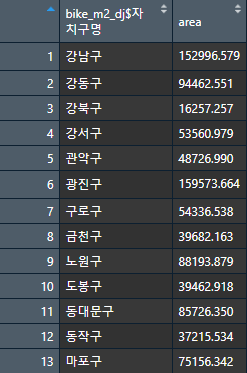 bike_m2_dj$자
치구명 area
1 강남구 152996.579
2 강동구 94462.551
3 강북구 16257.257
4 강서구 53560.979
5 관악구 48726.990
6 광진구 159573.664
7 구로구 54336.538
8 금천구 39682.163
9 노원구 88193.879
10 도봉구 39462.918
11 동대문구 85726.350
12 동작구 37215.534
13 마포구 75156.342